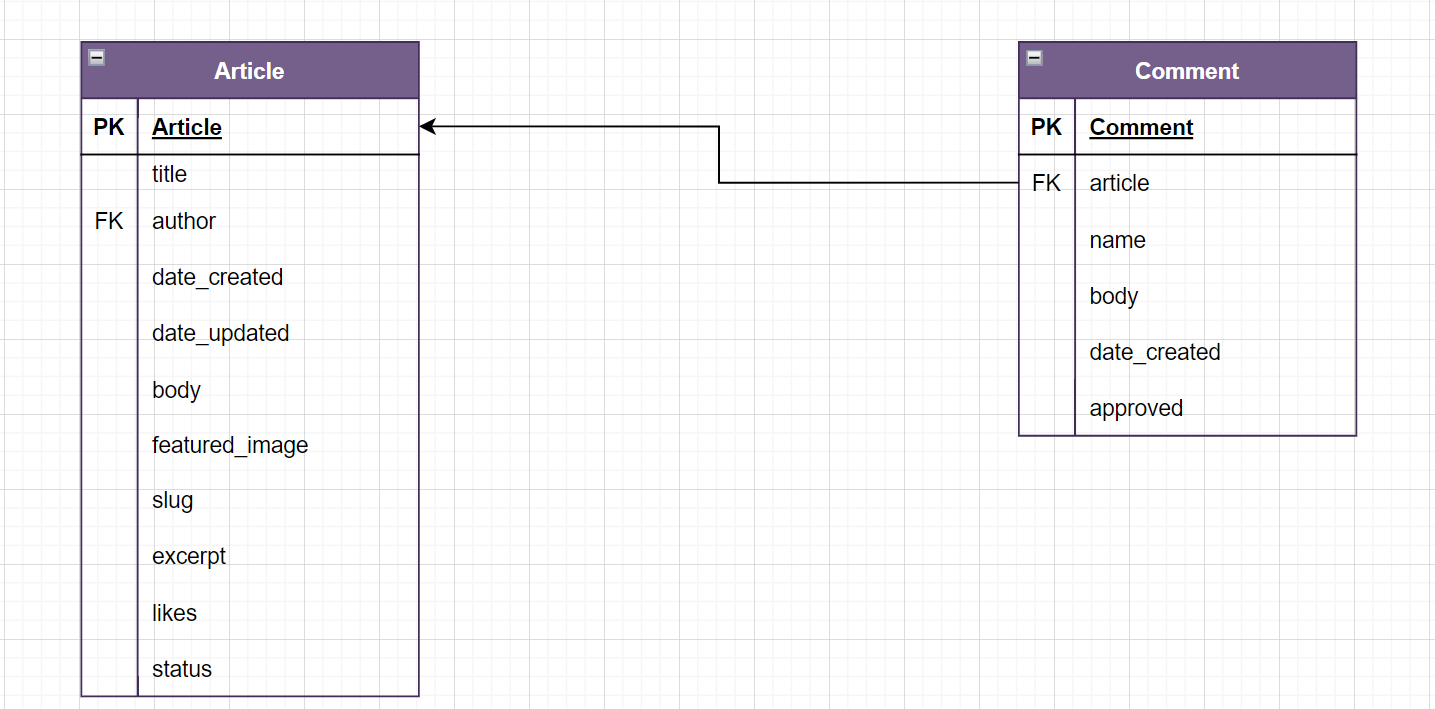 Article
PK Article
title
FK author
date_created
date_updated
body
featured_image
slug
excerpt
likes
status
Comment
PK Comment
FK article
name
body
date_created
approved